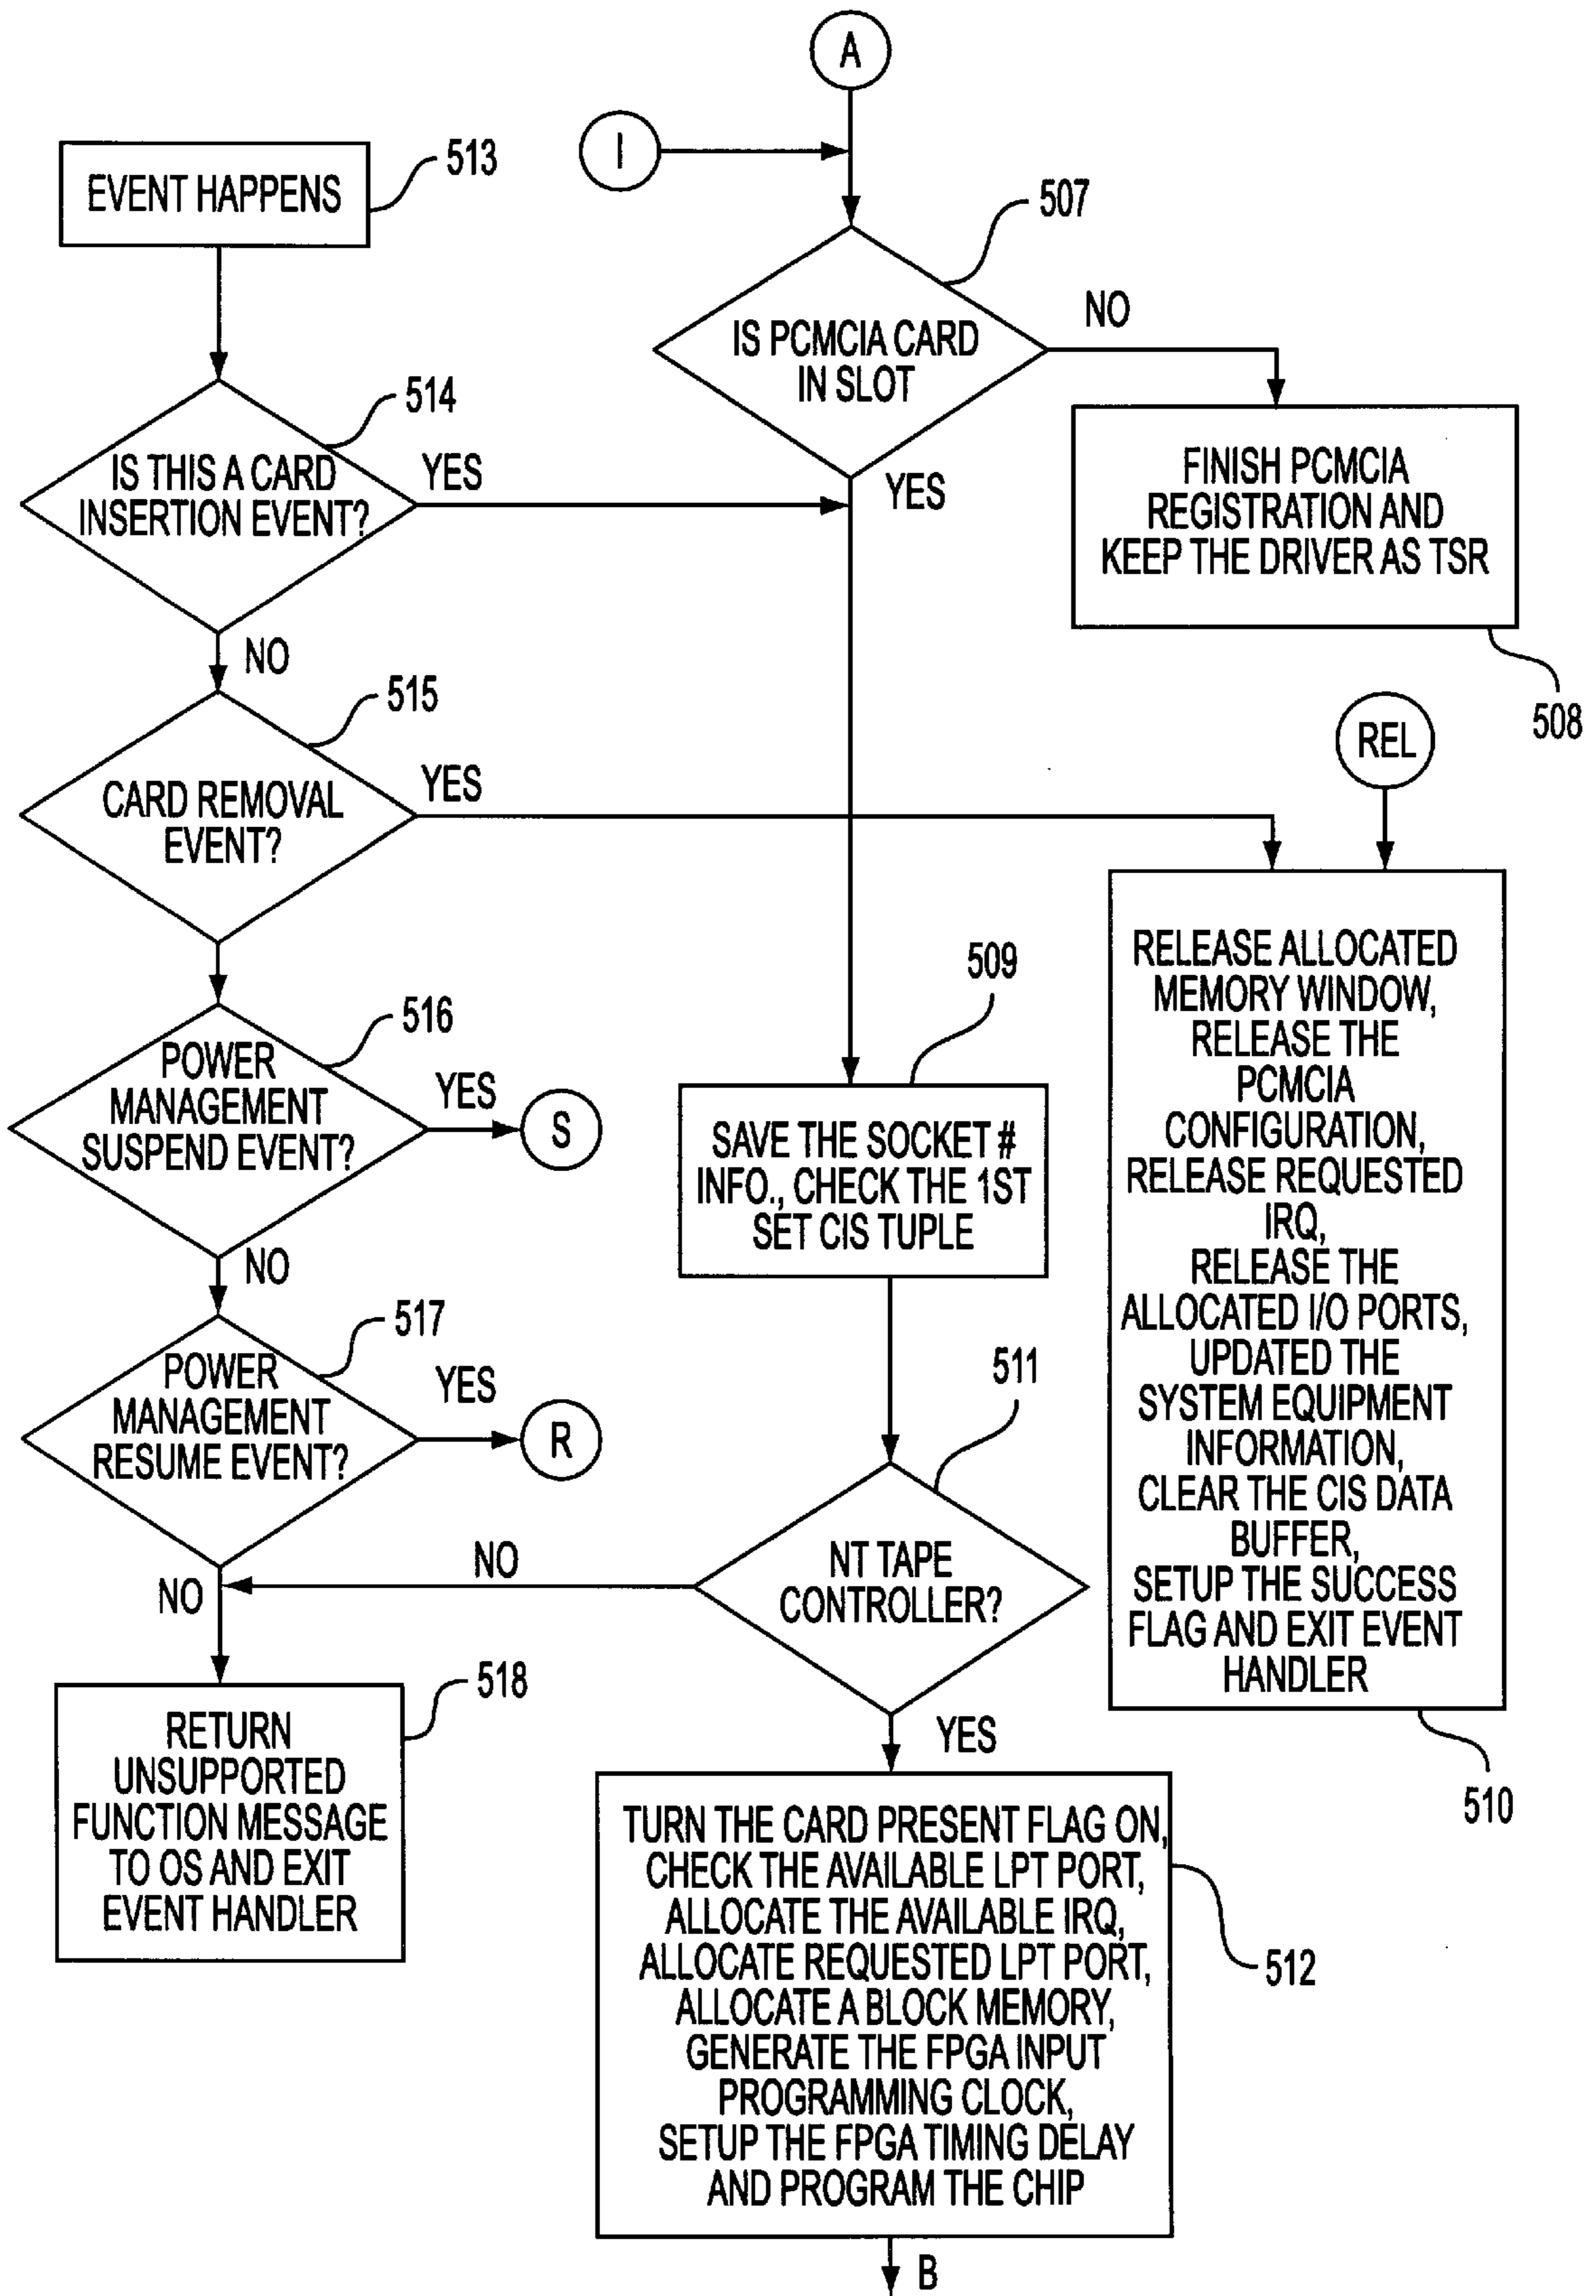 A
I
513
EVENT HAPPENS
507
IS PCMCIA CARD
IN SLOT
NO
YES
514
IS THIS A CARD
INSERTION EVENT?
YES
NO
FINISH PCMCIA
REGISTRATION AND
KEEP THE DRIVER AS TSR
508
515
CARD REMOVAL
EVENT?
YES
REL
516
POWER
MANAGEMENT
SUSPEND EVENT?
YES
S
NO
509
SAVE THE SOCKET #
INFO., CHECK THE 1ST
SET CIS TUPLE
RELEASE ALLOCATED
MEMORY WINDOW,
RELEASE THE
PCMCIA
CONFIGURATION,
RELEASE REQUESTED
IRQ,
RELEASE THE
ALLOCATED I/O PORTS,
UPDATED THE
SYSTEM EQUIPMENT
INFORMATION,
CLEAR THE CIS DATA
BUFFER,
SETUP THE SUCCESS
FLAG AND EXIT EVENT
HANDLER
510
517
POWER
MANAGEMENT
RESUME EVENT?
YES
R
NO
511
NT TAPE
CONTROLLER?
NO
YES
518
RETURN
UNSUPPORTED
FUNCTION MESSAGE
TO OS AND EXIT
EVENT HANDLER
TURN THE CARD PRESENT FLAG ON,
CHECK THE AVAILABLE LPT PORT,
ALLOCATE THE AVAILABLE IRQ,
ALLOCATE REQUESTED LPT PORT,
ALLOCATE A BLOCK MEMORY,
GENERATE THE FPGA INPUT
PROGRAMMING CLOCK,
SETUP THE FPGA TIMING DELAY
AND PROGRAM THE CHIP
512
B